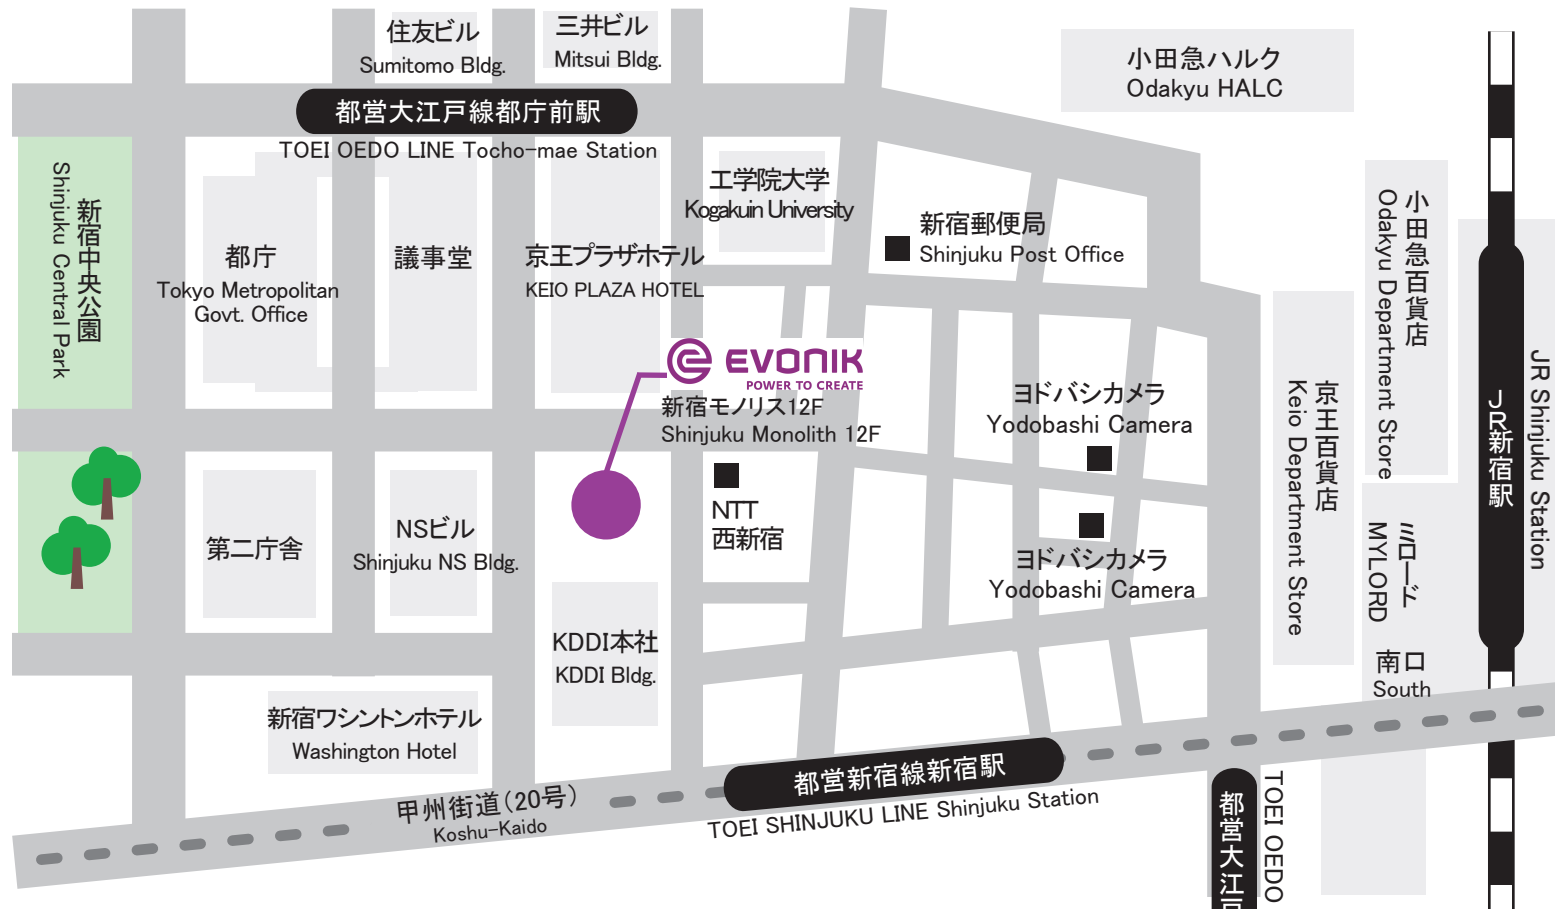 住友ビル
Sumitomo Bldg.
三井ビル
Mitsui Bldg.
小田急ハルク
Odakyu HALC
都営大江戸線都庁前駅
TOEI OEDO LINE Tocho-mae Station
新宿中央公園
Shinjuku Central Park
都庁
Tokyo Metropolitan
Govt. Office
議事堂
京王プラザホテル
KEIO PLAZA HOTEL
工学院大学
Kogakuin University
新宿郵便局
Shinjuku Post Office
小田急百貨店
Odakyu Department Store
EVONIK
POWER TO CREATE
新宿モノリス12F
Shinjuku Monolith 12F
ヨドバシカメラ
Yodobashi Camera
京王百貨店
Keio Department Store
JR新宿駅
JR Shinjuku Station
第二庁舎
NSビル
Shinjuku NS Bldg.
NTT
西新宿
ヨドバシカメラ
Yodobashi Camera
ミロード
MYLORD
KDDI本社
KDDI Bldg.
南口
South
新宿ワシントンホテル
Washington Hotel
甲州街道(20号)
Koshu-Kaido
都営新宿線新宿駅
TOEI SHINJUKU LINE Shinjuku Station
都営大江戸
TOEI OEDO